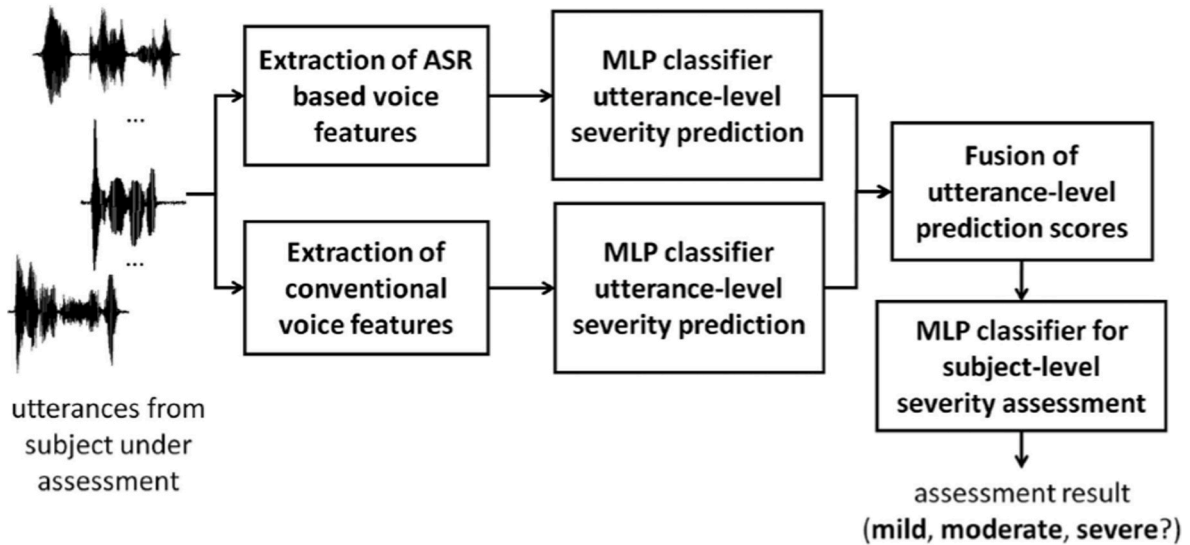 Extraction of ASR
based voice
features
MLP classifier
utterance-level
severity prediction
...
...
Extraction of
conventional
voice features
MLP classifier
utterance-level
severity prediction
Fusion of
utterance-level
prediction scores
MLP classifier for
subject-level
severity assessment
utterances from
subject under
assessment
assessment result
(mild, moderate, severe?)